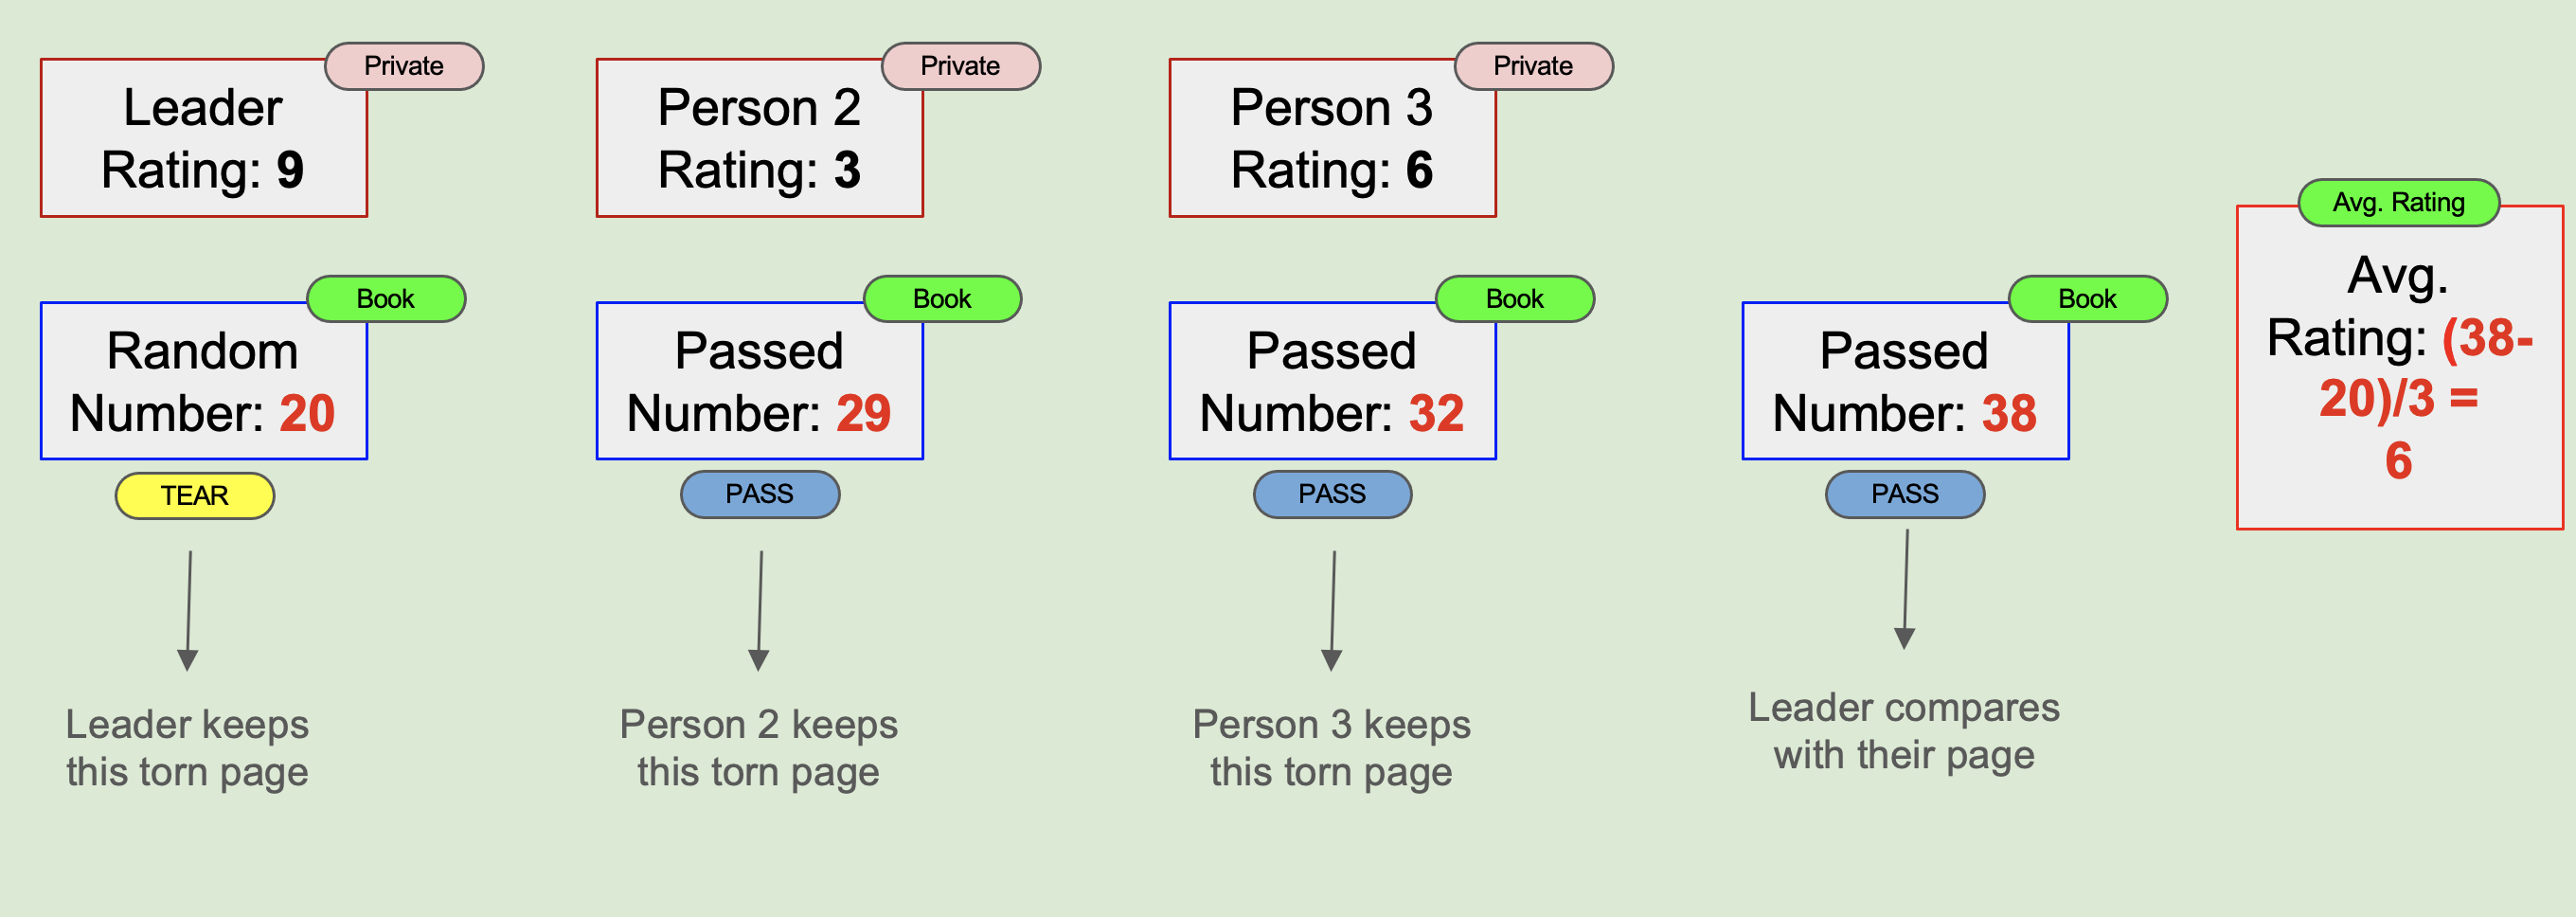 Private
Leader
Rating: 9
Private
Person 2
Rating: 3
Private
Person 3
Rating: 6
Book
Random
Number: 20
TEAR
Leader keeps
this torn page
Book
Passed
Number: 29
PASS
Person 2 keeps
this torn page
Book
Passed
Number: 32
PASS
Person 3 keeps
this torn page
Book
Passed
Number: 38
PASS
Leader compares
with their page
Avg. Rating
Avg.
Rating: (38-
20)/3 =
6